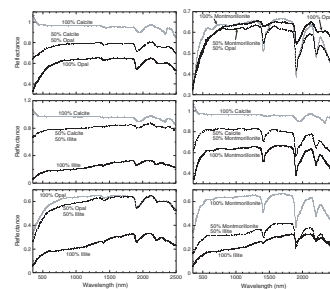 100% Calcite
50% Calcite
50% Opal
100% Opal
Reflectance
100% Montmorillonite
100% Opal
50% Montmorillonite
50% Opal
100% Calcite
50% Calcite
50% Illite
100% Illite
Reflectance
100% Calcite
50% Calcite
50% Montmorillonite
100% Montmorillonite
100% Opal
50% Opal
50% Illite
100% Illite
Reflectance
100% Montmorillonite
50% Montmorillonite
50% Illite
100% Illite
500 1000 1500 2000 2500
500 1000 1500 2000
Wavelength (nm)
Wavelength (nm)